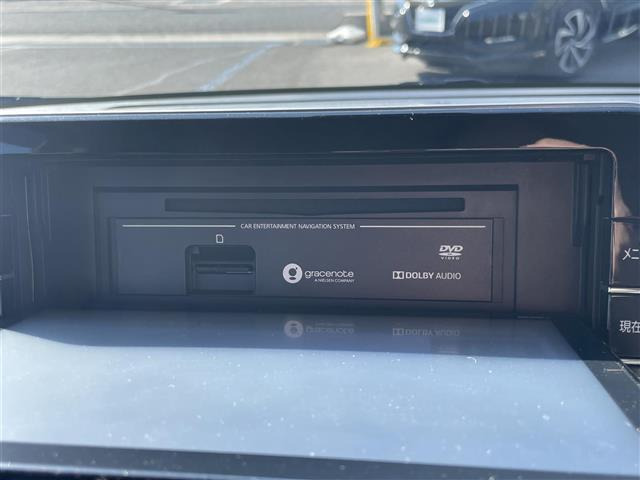 CAR ENTERTAINMENT NAVIGATION SYSTEM
gracenote
A NIELSEN COMPANY
DVD
VIDEO
DOLBY AUDIO
メニ
現在